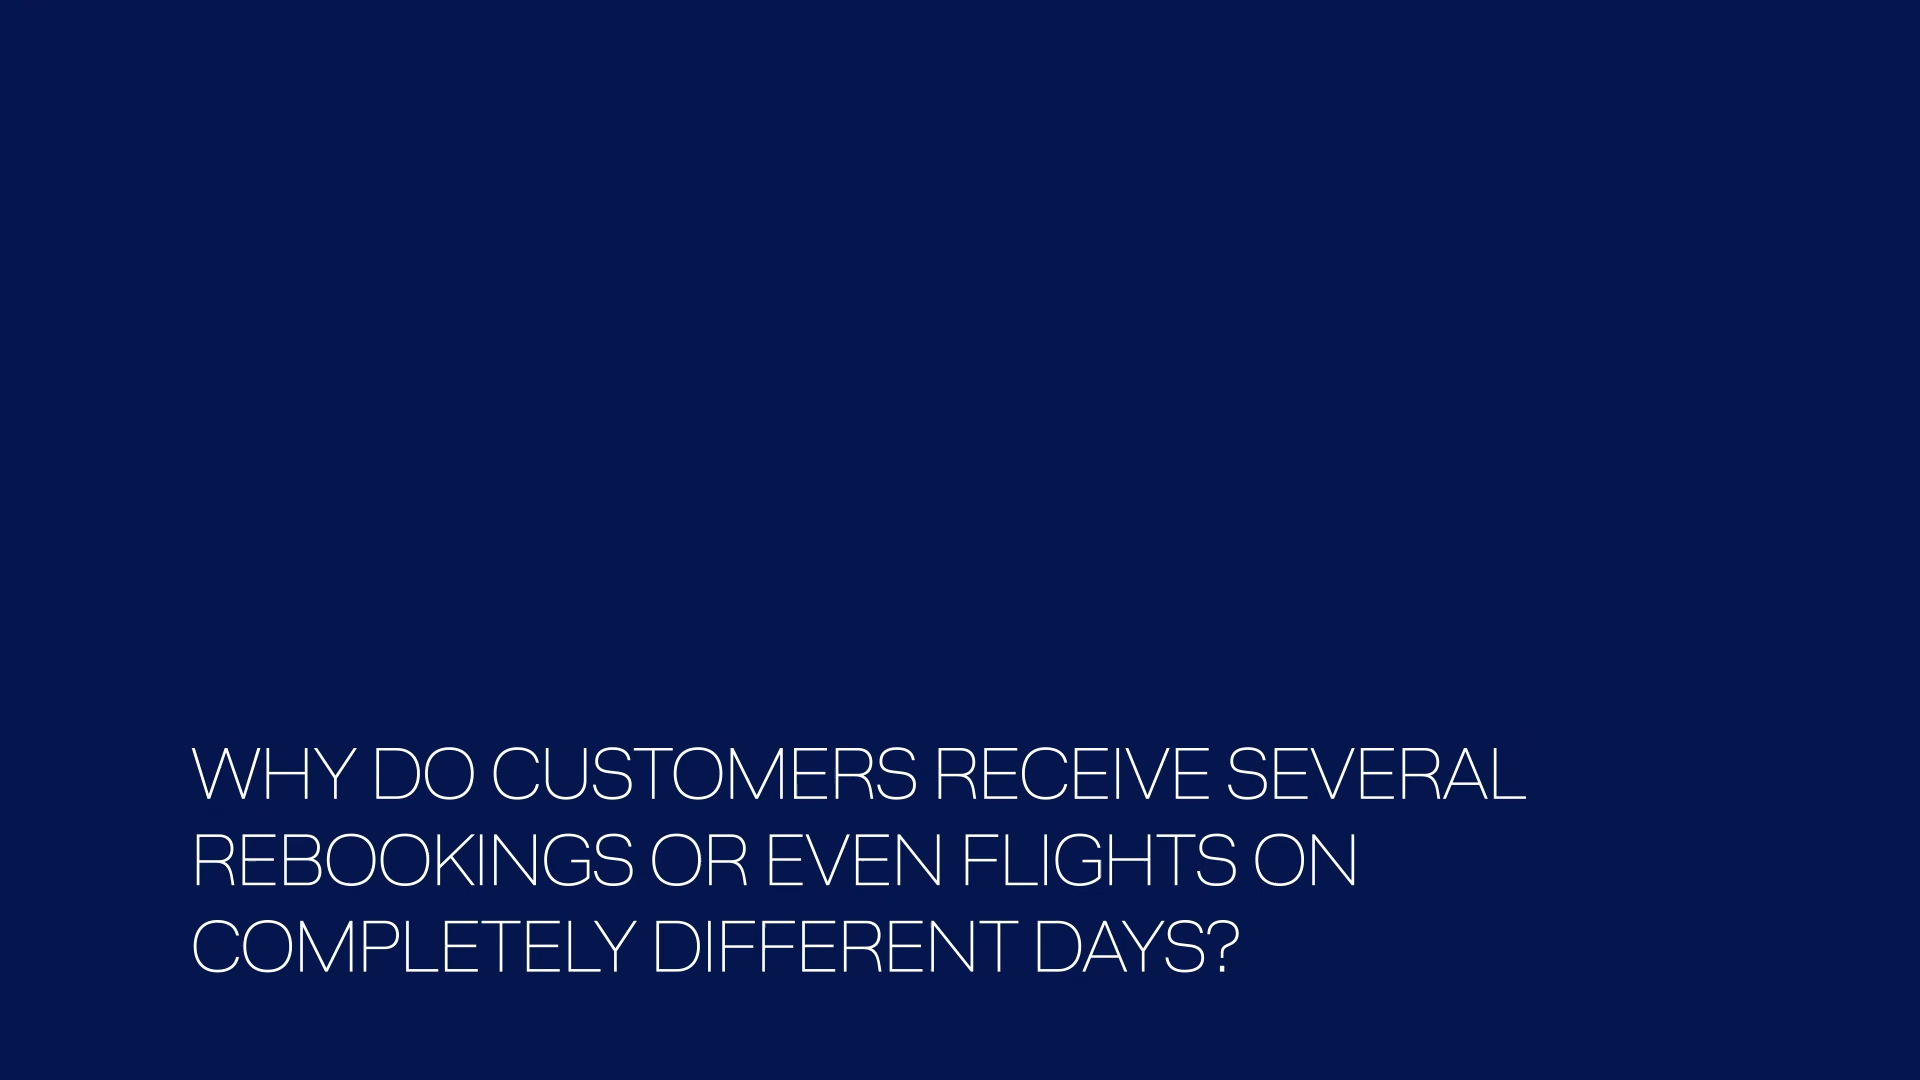 WHY DO CUSTOMERS RECEIVE SEVERAL
REBOOKINGS OR EVEN FLIGHTS ON
COMPLETELY DIFFERENT DAYS?